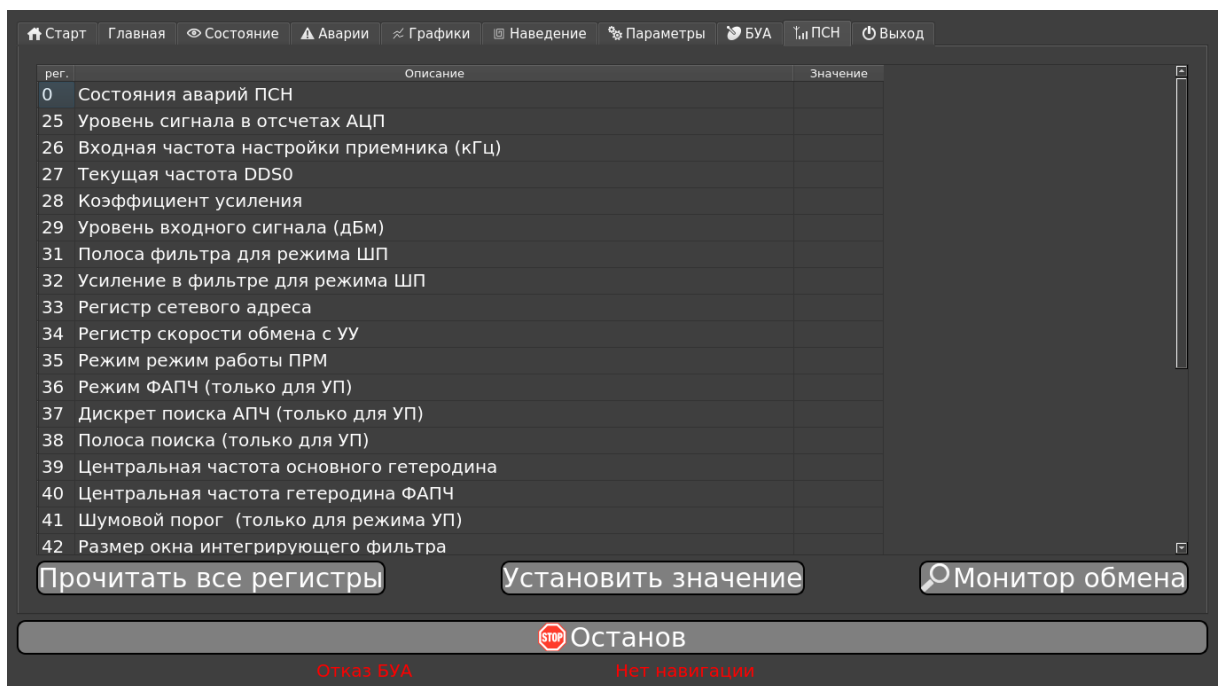 Старт Главная Состояние Аварии Графики Наведение Параметры БУА ПСН Выход
рег. Описание Значение
0 Состояния аварий ПСН
25 Уровень сигнала в отсчетах АЦП
26 Входная частота настройки приемника (кГц)
27 Текущая частота DDS0
28 Коэффициент усиления
29 Уровень входного сигнала (дБм)
31 Полоса фильтра для режима ШП
32 Усиление в фильтре для режима ШП
33 Регистр сетевого адреса
34 Регистр скорости обмена с УУ
35 Режим режим работы ПРМ
36 Режим ФАПЧ (только для УП)
37 Дискрет поиска АПЧ (только для УП)
38 Полоса поиска (только для УП)
39 Центральная частота основного гетеродина
40 Центральная частота гетеродина ФАПЧ
41 Шумовой порог (только для режима УП)
42 Размер окна интегрирующего фильтра
Прочитать все регистры Установить значение Монитор обмена
STOP Останов
Отказ БУА Нет навигации